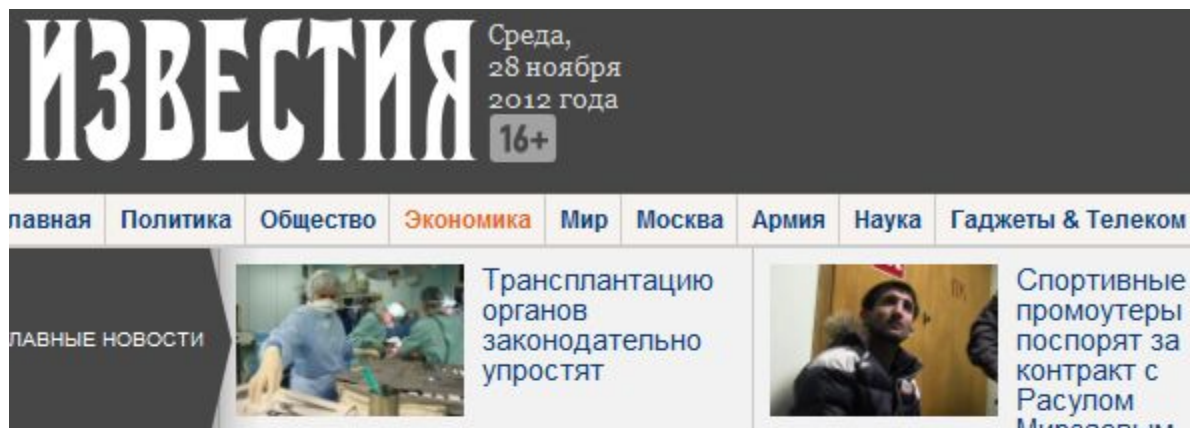 ИЗВЕСТИЯ
Среда,
28 ноября
2012 года
16+
лавная Политика Общество Экономика Мир Москва Армия Наука Гаджеты & Телеком
ЛАВНЫЕ НОВОСТИ
Трансплантацию
органов
законодательно
упростят
Спортивные
промоутеры
поспорят за
контракт с
Расулом